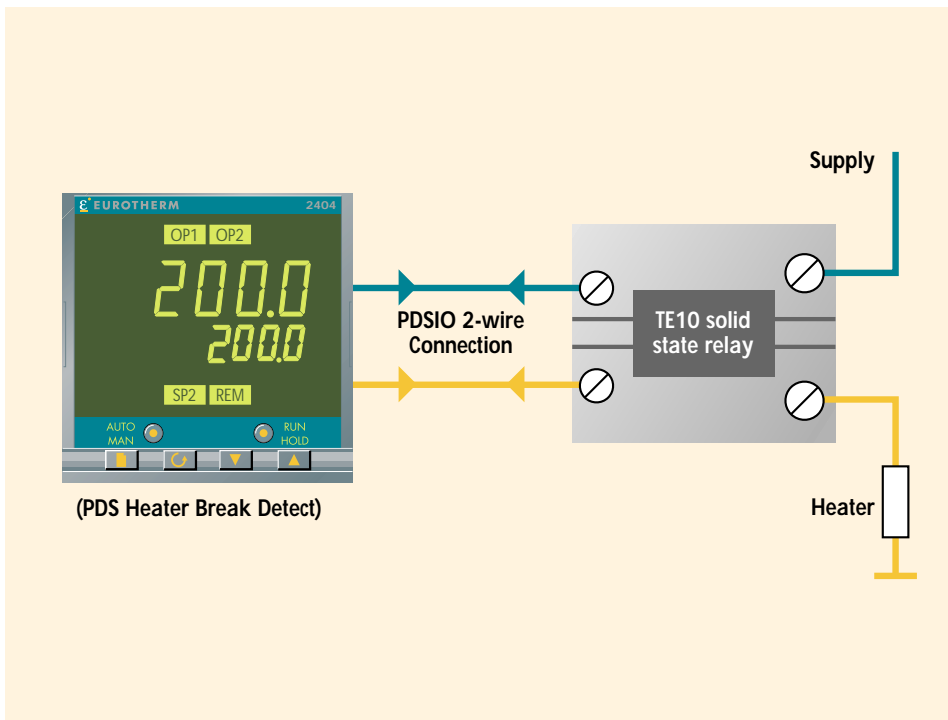 Supply
EUROTHERM 2404
OP1 OP2
200.0
200.0
SP2 REM
AUTO
MAN
RUN
HOLD
PDSIO 2-wire
Connection
TE10 solid
state relay
(PDS Heater Break Detect)
Heater